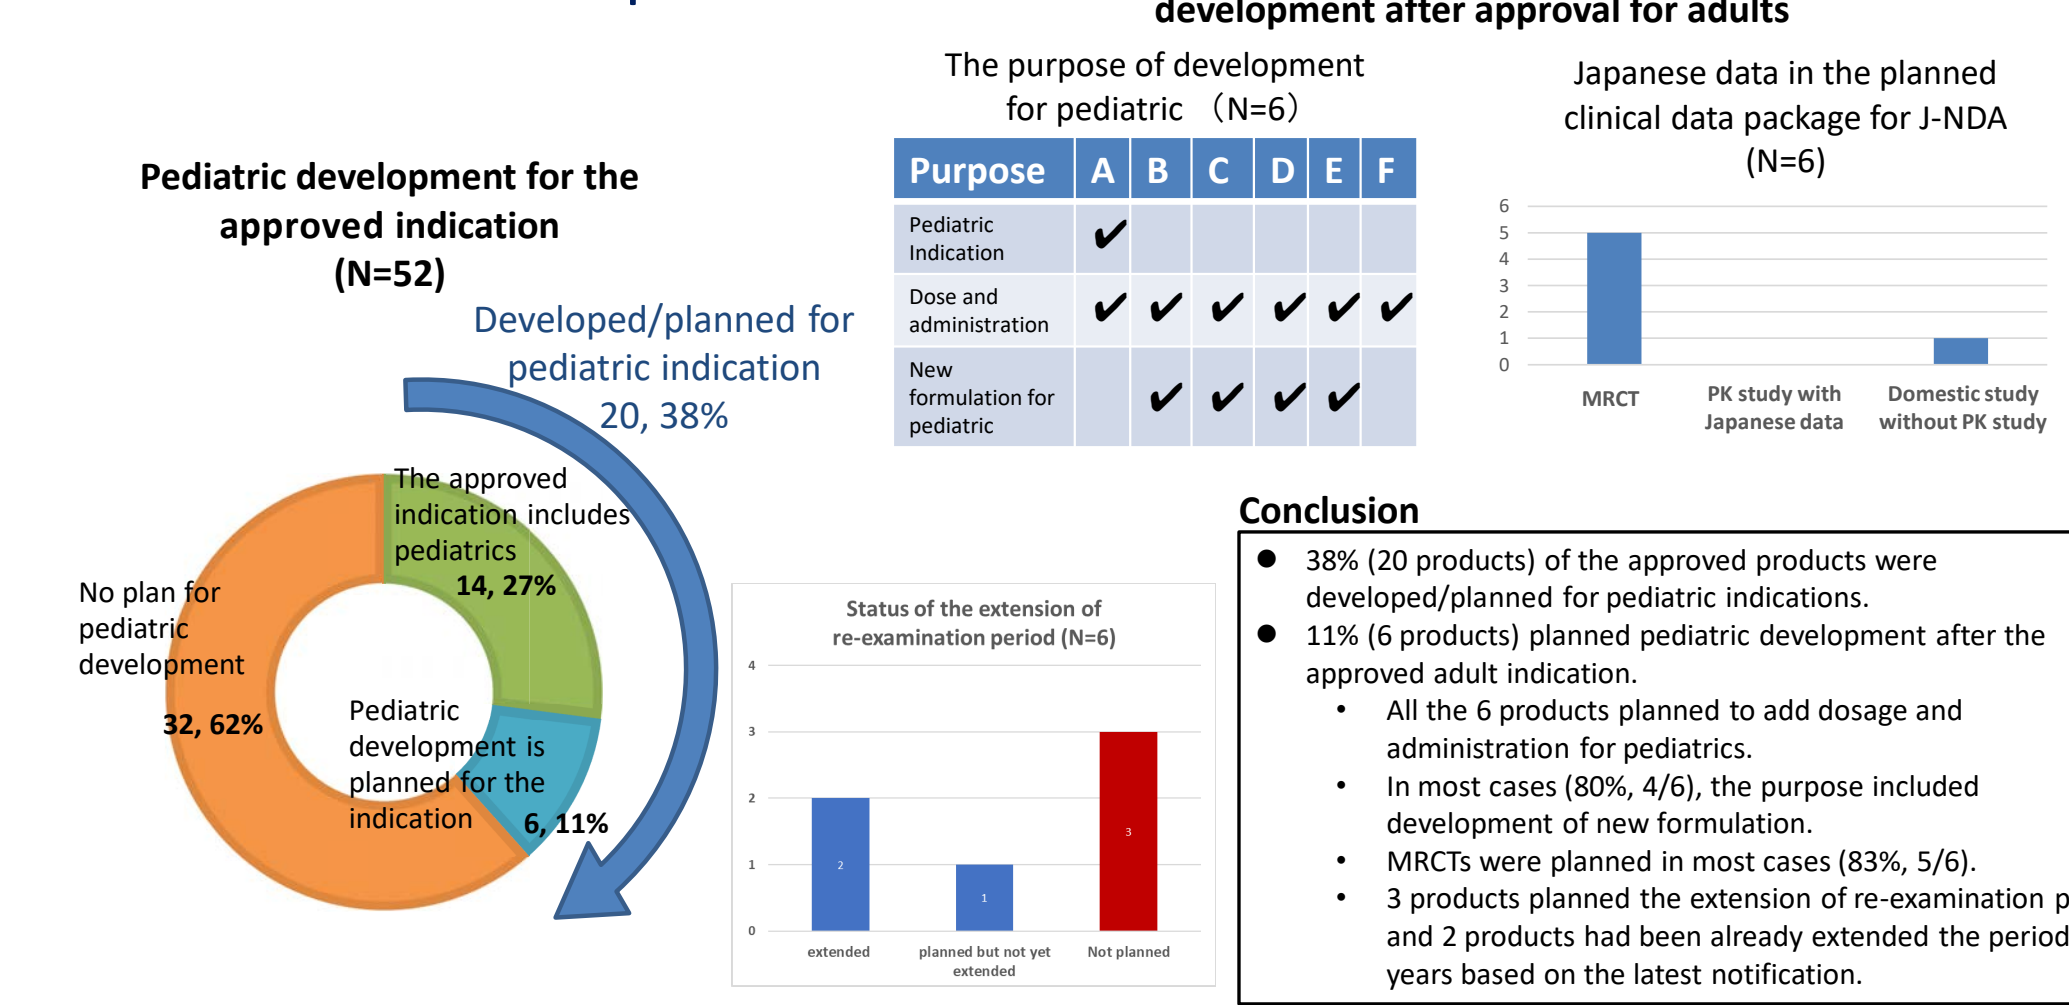 development after approval for adults
Pediatric development for the
approved indication
(N=52)
Developed/planned for
pediatric indication
20, 38%
The approved
indication includes
pediatrics
14, 27%
No plan for
pediatric
development
32, 62%
Pediatric
development is
planned for the
indication
6, 11%
The purpose of development
for pediatric （N=6）
Purpose A B C D E F
Pediatric
Indication ✔
Dose and
administration ✔ ✔ ✔ ✔ ✔ ✔
New
formulation for
pediatric ✔ ✔ ✔ ✔
Japanese data in the planned
clinical data package for J-NDA
(N=6)
6
5
4
3
2
1
0
MRCT
PK study with
Japanese data
Domestic study
without PK study
Status of the extension of
re-examination period (N=6)
4
3
2
1
0
2
1
3
extended
planned but not yet
extended
Not planned
Conclusion
● 38% (20 products) of the approved products were
developed/planned for pediatric indications.
● 11% (6 products) planned pediatric development after the
approved adult indication.
• All the 6 products planned to add dosage and
administration for pediatrics.
• In most cases (80%, 4/6), the purpose included
development of new formulation.
• MRCTs were planned in most cases (83%, 5/6).
• 3 products planned the extension of re-examination p
and 2 products had been already extended the period
years based on the latest notification.